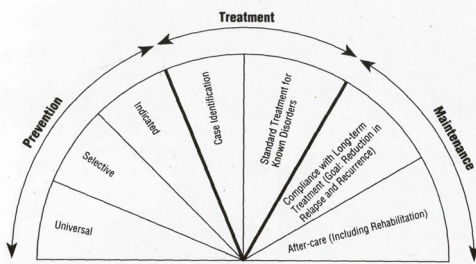 Treatment
Prevention
Maintenance
Universal
Selective
Indicated
Case Identification
Standard Treatment for
Known Disorders
Compliance with Long-term
Treatment (Goal: Reduction in
Relapse and Recurrence)
After-care (Including Rehabilitation)